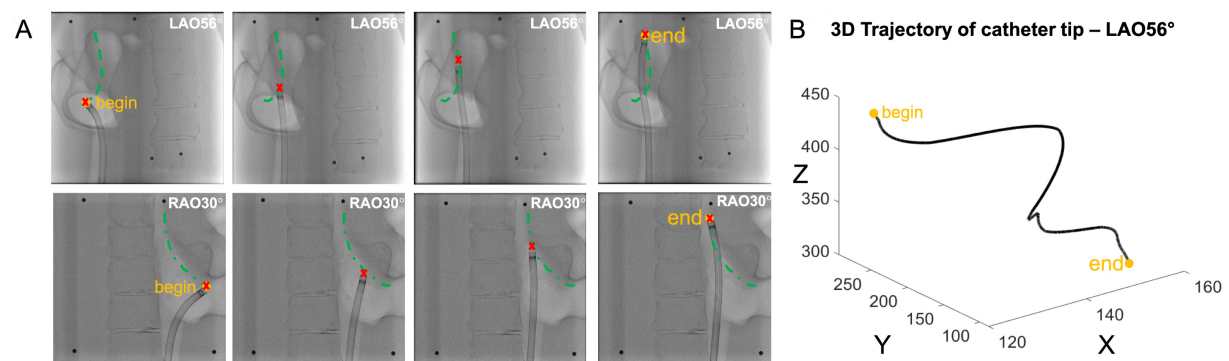 A
LAO56°
LAO56°
LAO56°
LAO56°
begin
end
RAO30°
RAO30°
RAO30°
RAO30°
begin
end
B
3D Trajectory of catheter tip – LAO56°
450
400
350
300
Z
begin
end
250
200
150
100
Y
120
140
160
X